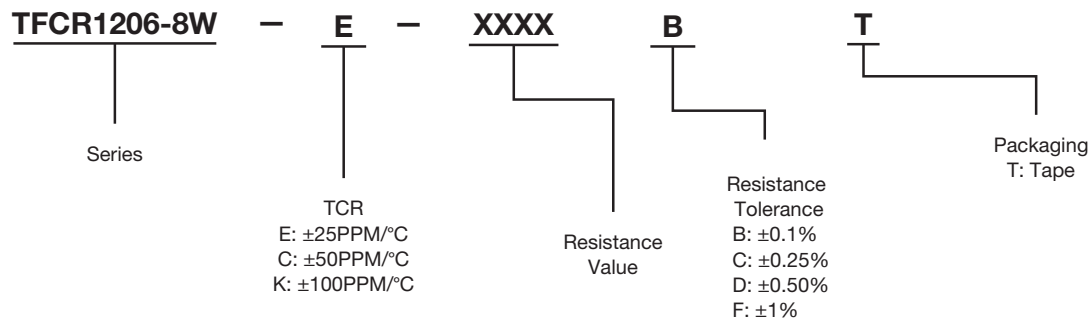 TFCR1206-8W – E – XXXX B T
Series
TCR
E: ±25PPM/°C
C: ±50PPM/°C
K: ±100PPM/°C
Resistance
Value
Resistance
Tolerance
B: ±0.1%
C: ±0.25%
D: ±0.50%
F: ±1%
Packaging
T: Tape